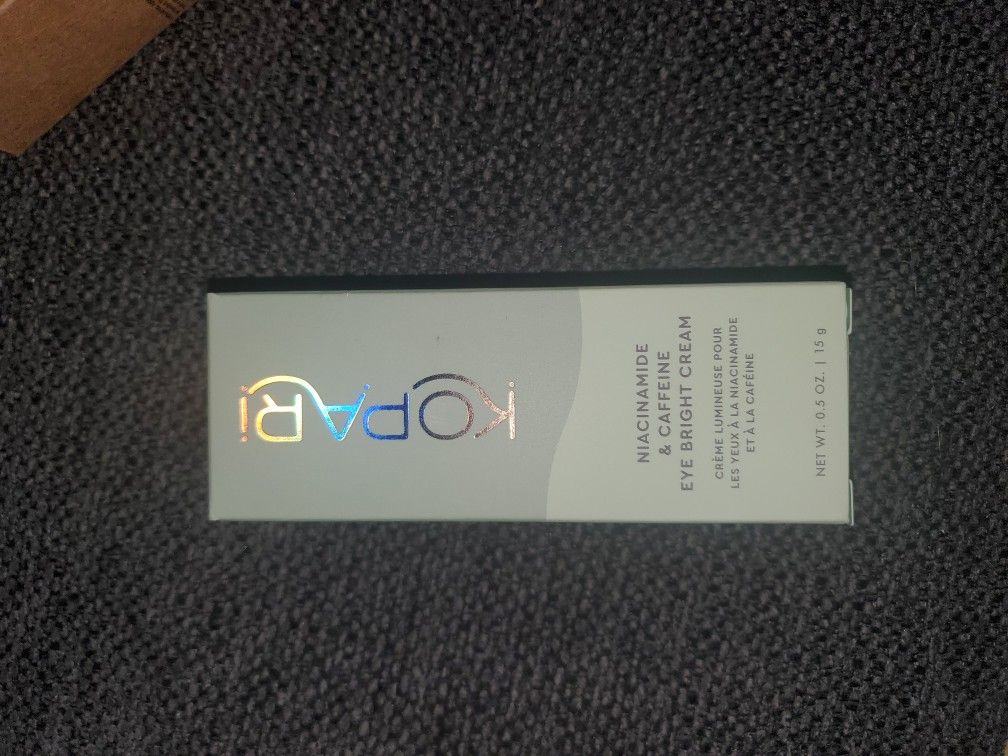 KOPARi
NIACINAMIDE
& CAFFEINE
EYE BRIGHT CREAM
CRÈME LUMINEUSE POUR
LES YEUX À LA NIACINAMIDE
ET À LA CAFÉINE
NET WT. 0.5 OZ. | 15 g